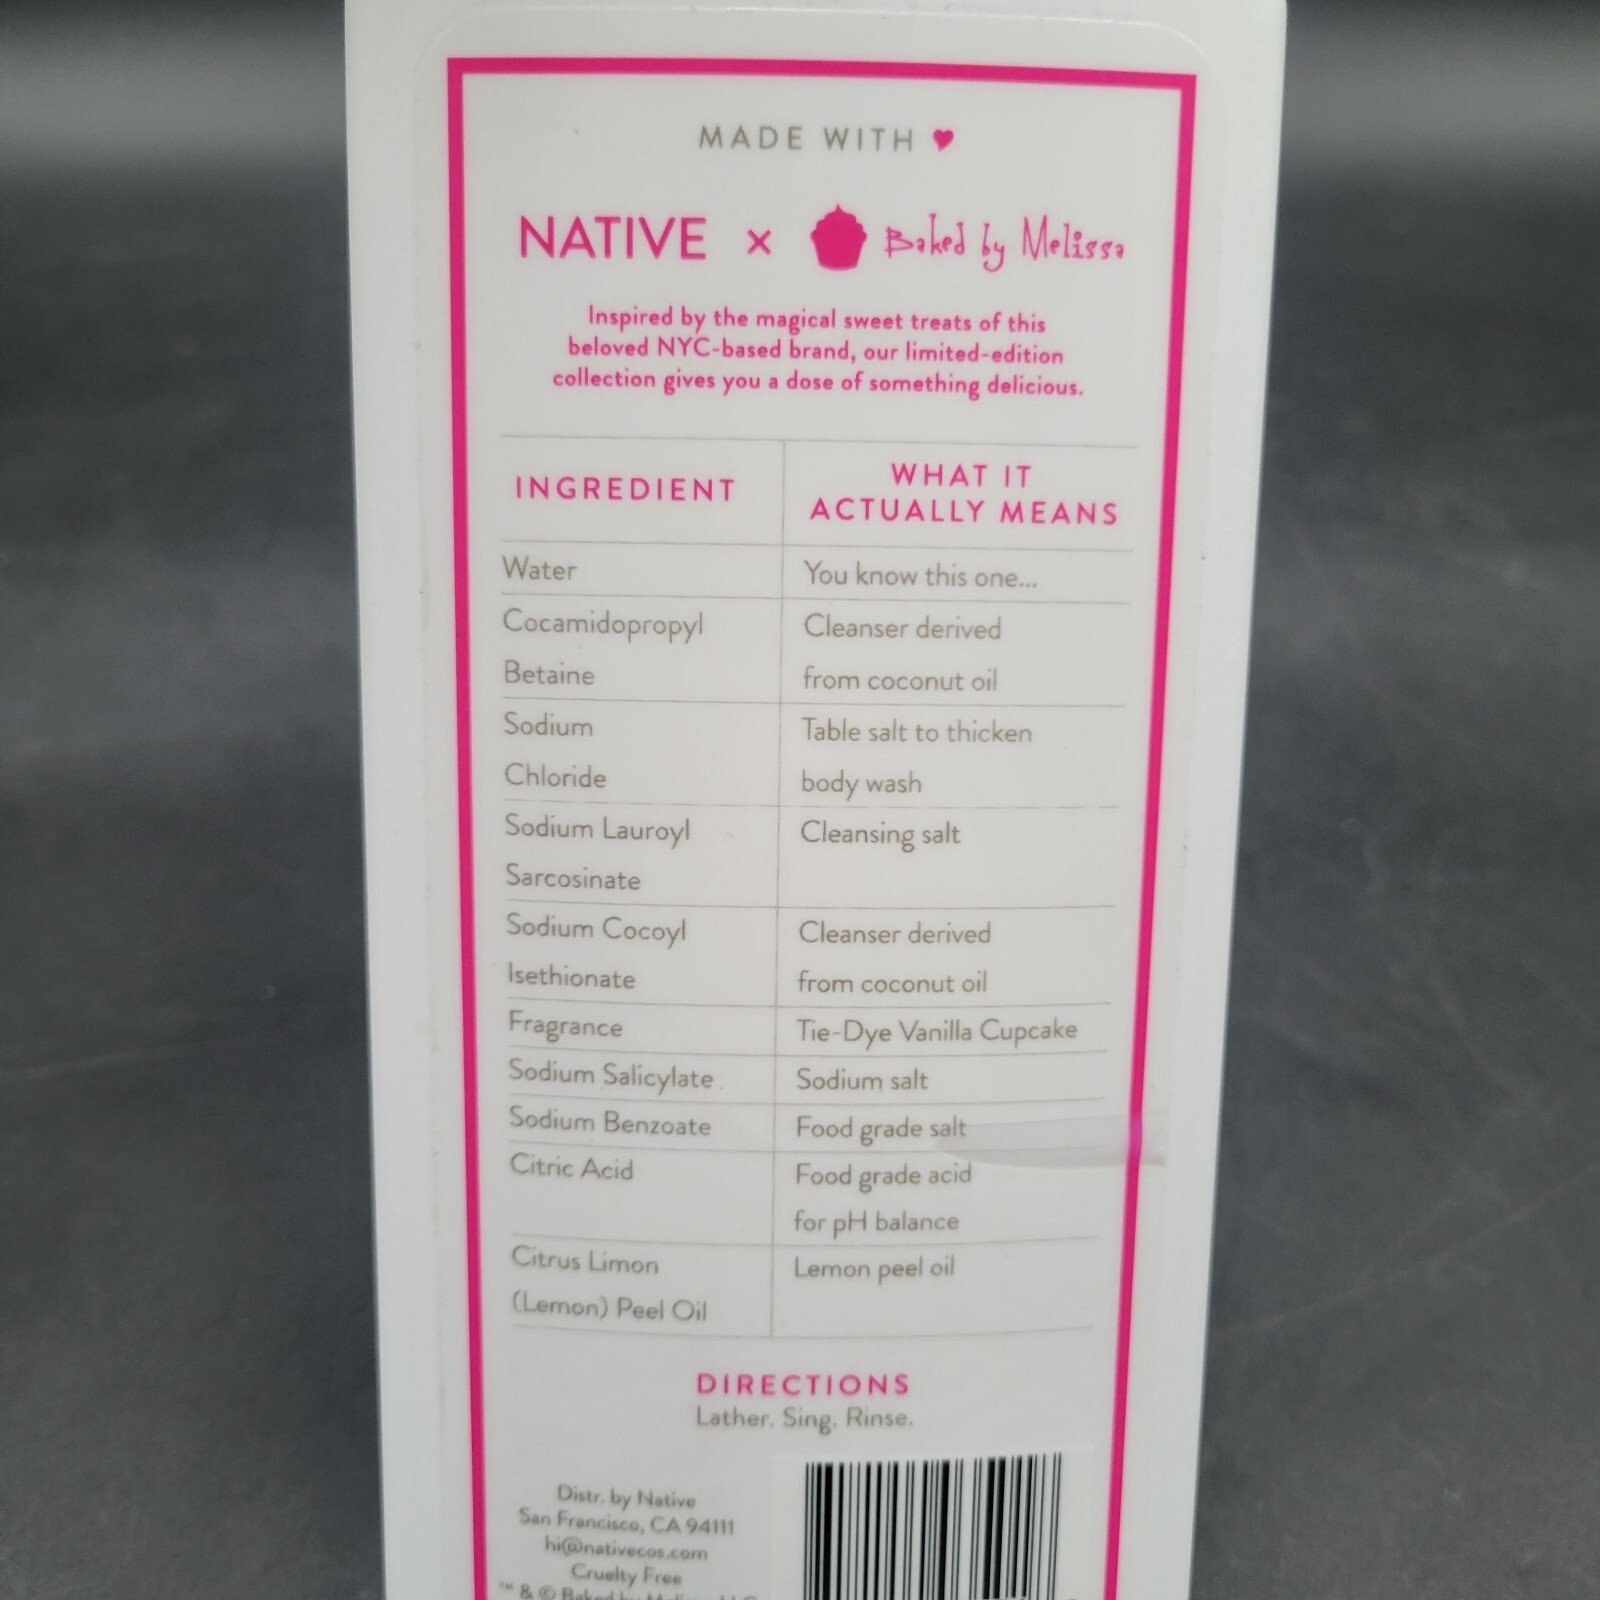 MADE WITH ♥
NATIVE × Baked by Melissa
Inspired by the magical sweet treats of this
beloved NYC-based brand, our limited-edition
collection gives you a dose of something delicious.
INGREDIENT
WHAT IT
ACTUALLY MEANS
Water
You know this one...
Cocamidopropyl
Betaine
Cleanser derived
from coconut oil
Sodium
Chloride
Table salt to thicken
body wash
Sodium Lauroyl
Sarcosinate
Cleansing salt
Sodium Cocoyl
Isethionate
Cleanser derived
from coconut oil
Fragrance
Tie-Dye Vanilla Cupcake
Sodium Salicylate
Sodium salt
Sodium Benzoate
Food grade salt
Citric Acid
Food grade acid
for pH balance
Citrus Limon
(Lemon) Peel Oil
Lemon peel oil
DIRECTIONS
Lather. Sing. Rinse.
Distr. by Native
San Francisco, CA 94111
hi@nativecos.com
Cruelty Free
™ & © Baked by